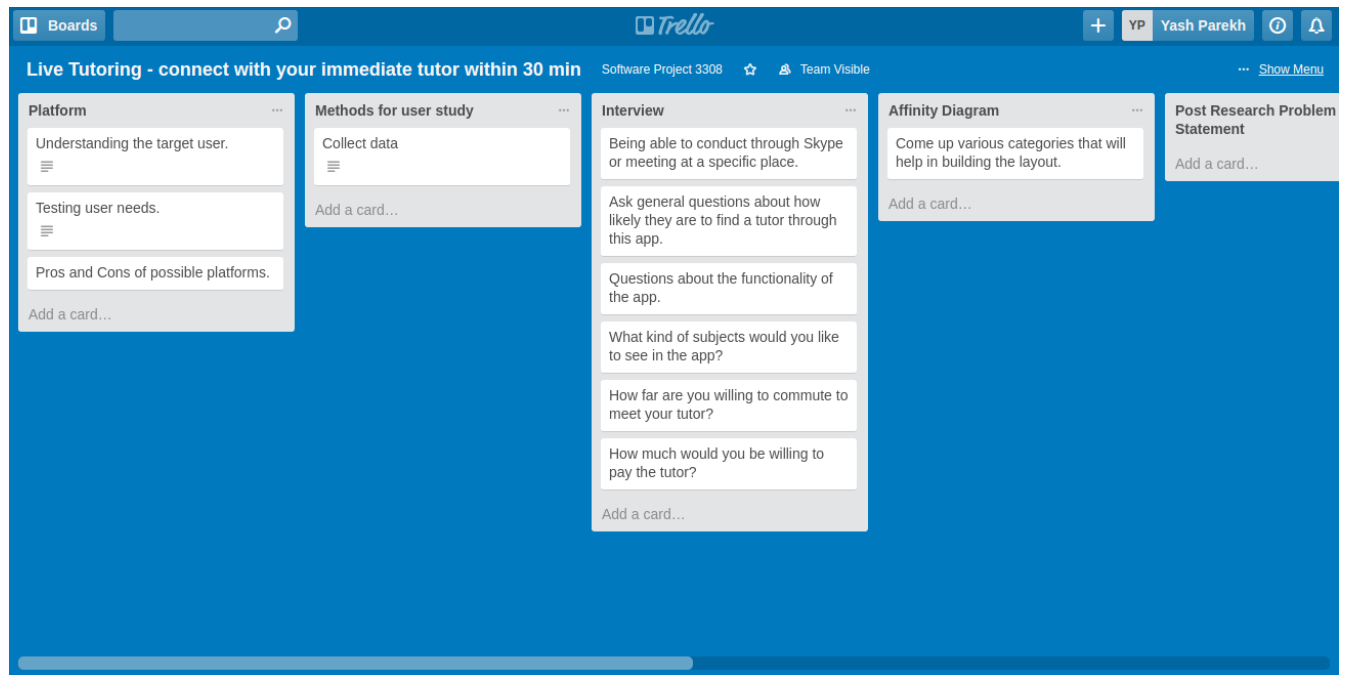 Boards
Trello
YP Yash Parekh
Live Tutoring - connect with your immediate tutor within 30 min
Software Project 3308
Team Visible
··· Show Menu
Platform ···
Understanding the target user.
Testing user needs.
Pros and Cons of possible platforms.
Add a card…
Methods for user study ···
Collect data
Add a card…
Interview ···
Being able to conduct through Skype
or meeting at a specific place.
Ask general questions about how
likely they are to find a tutor through
this app.
Questions about the functionality of
the app.
What kind of subjects would you like
to see in the app?
How far are you willing to commute to
meet your tutor?
How much would you be willing to
pay the tutor?
Add a card…
Affinity Diagram ···
Come up various categories that will
help in building the layout.
Add a card…
Post Research Problem
Statement
Add a card…